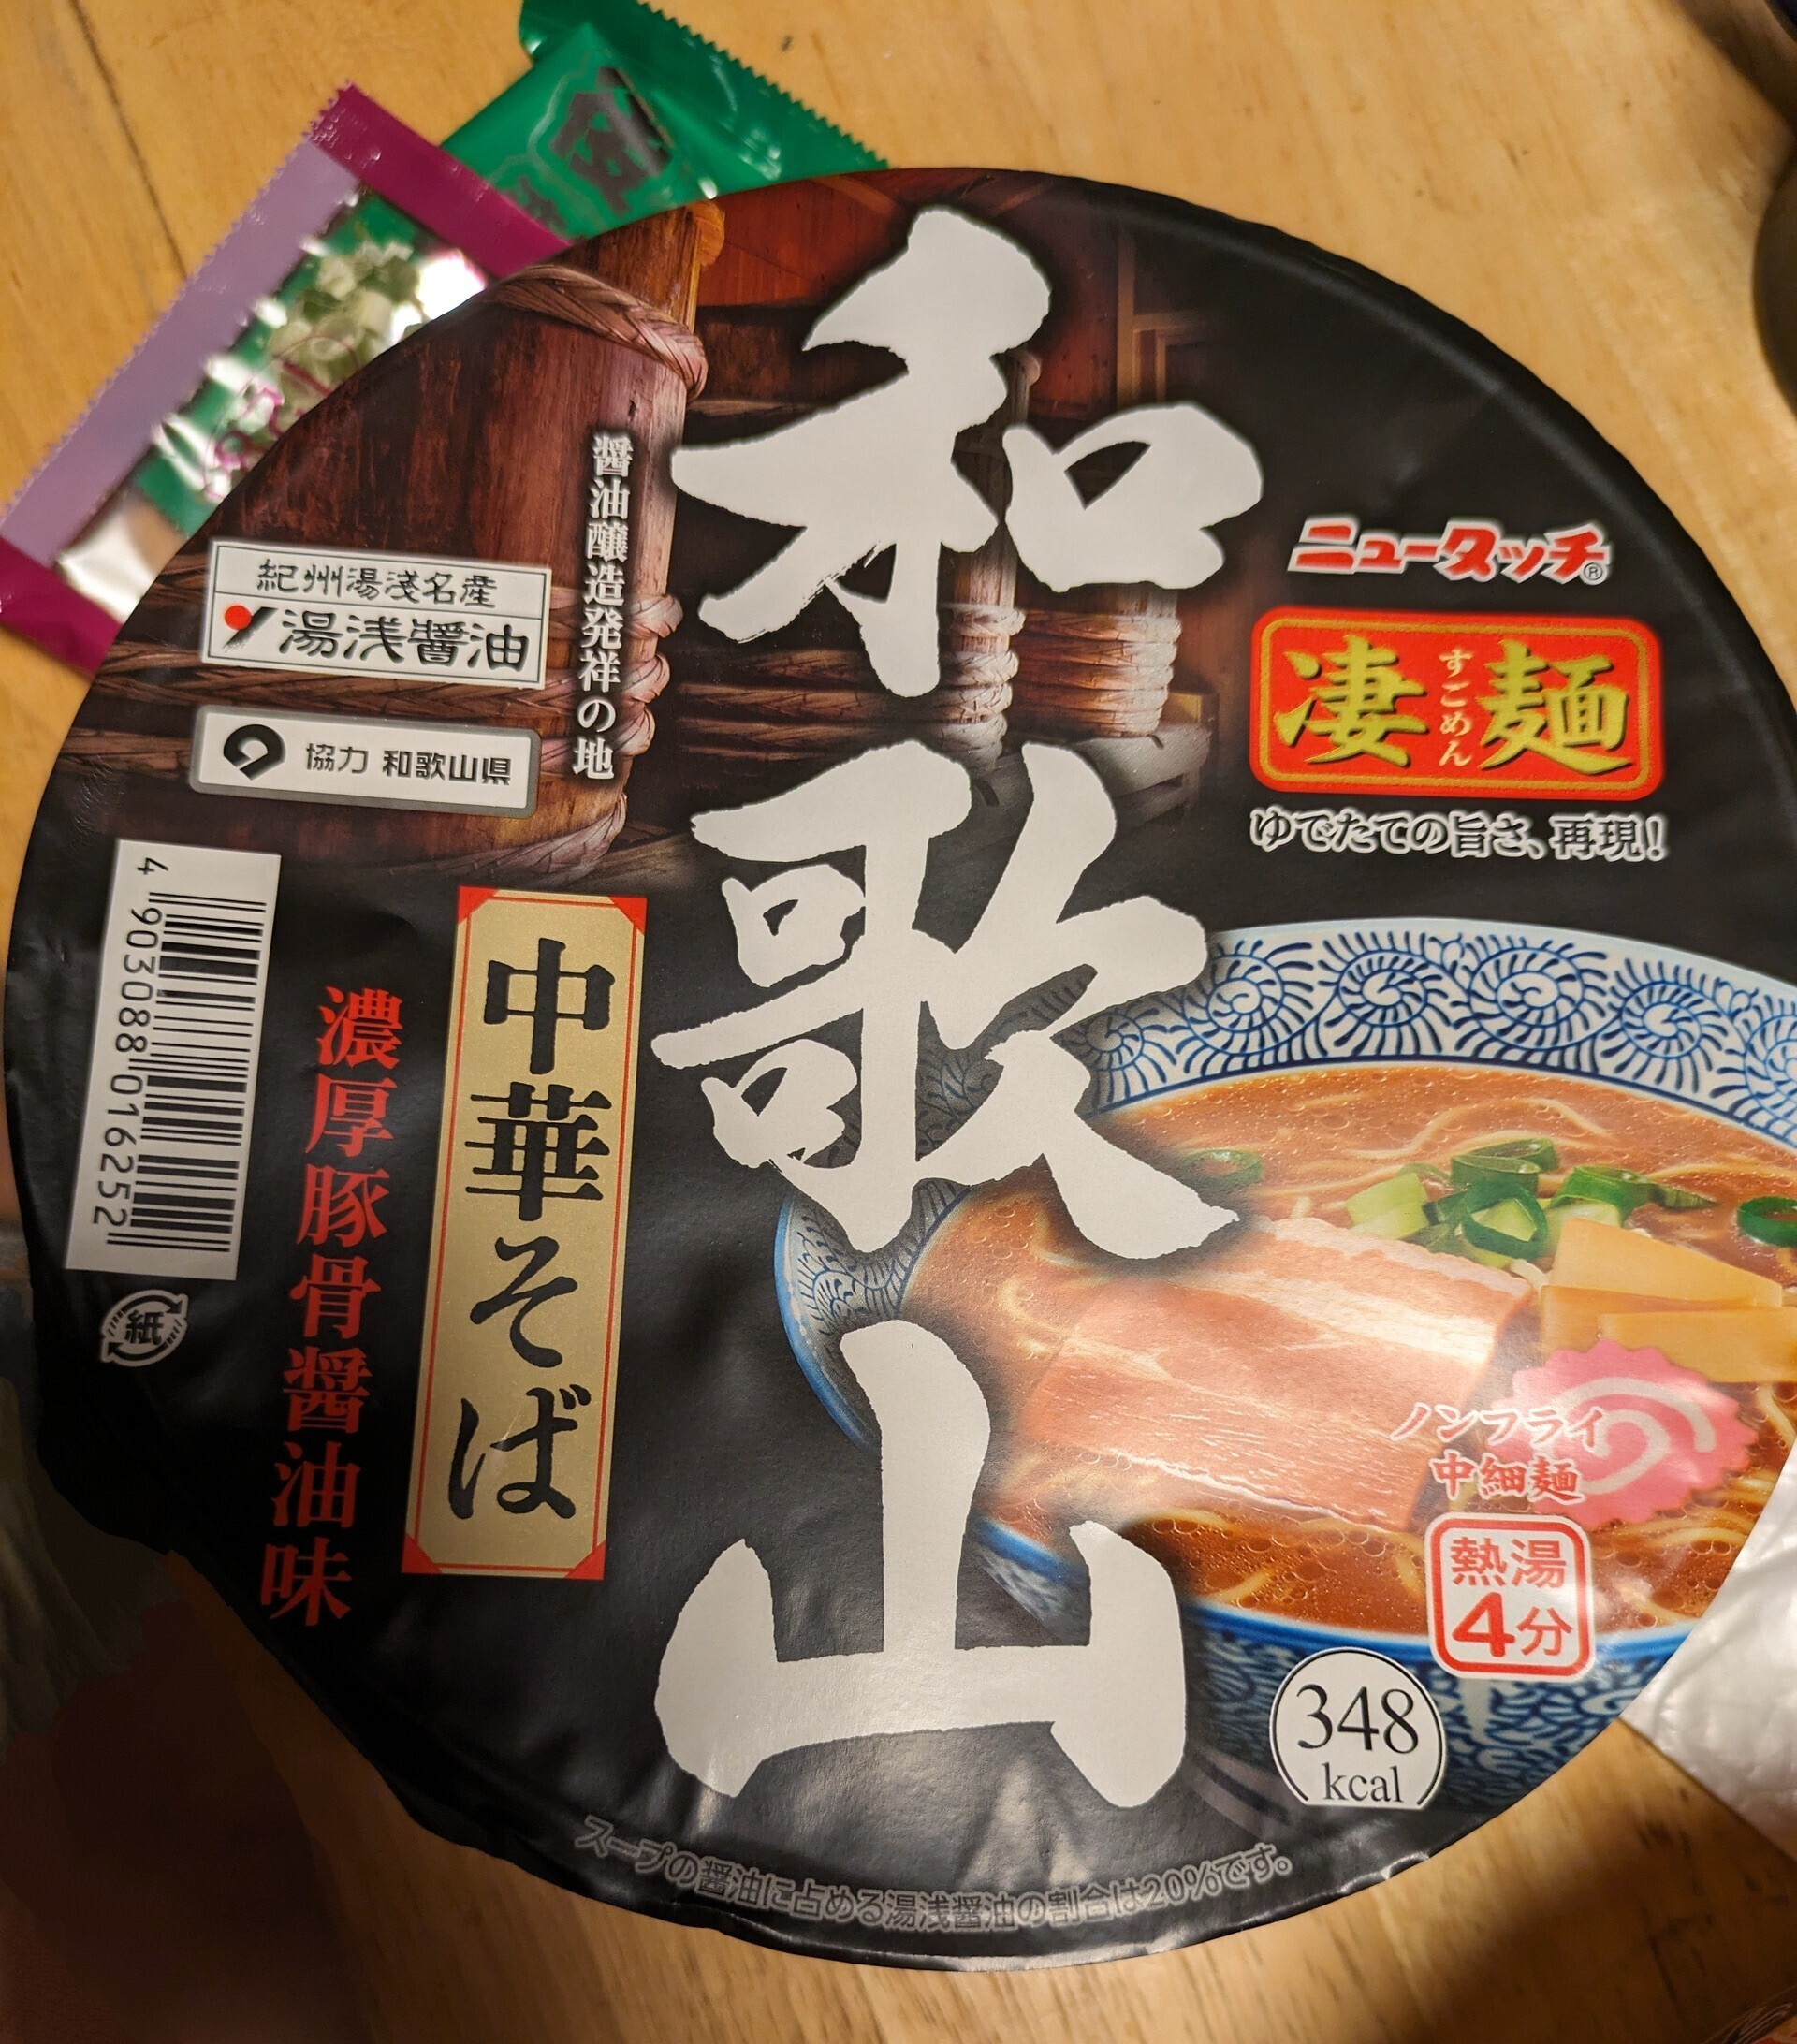 和歌山
ニュータッチ®
凄麺
すごめん
ゆでたての旨さ、再現!
醤油醸造発祥の地
紀州湯淺名産
湯浅醤油
協力 和歌山県
中華そば
濃厚豚骨醤油味
4 903088 016252
紙
ノンフライ
中細麺
熱湯
4分
348
kcal
スープの醤油に占める湯浅醤油の割合は20%です。